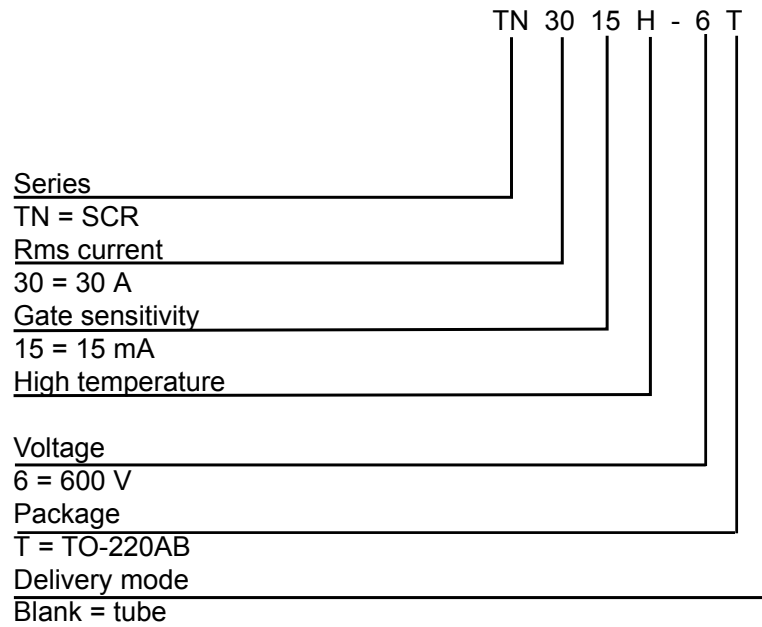 TN 30 15 H - 6 T
Series
TN = SCR
Rms current
30 = 30 A
Gate sensitivity
15 = 15 mA
High temperature
Voltage
6 = 600 V
Package
T = TO-220AB
Delivery mode
Blank = tube